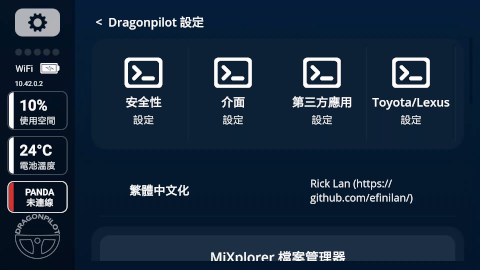 < Dragonpilot 設定
WiFi
10.42.0.2
10%
使用空間
24°C
電池溫度
PANDA
未連線
DRAGONPILOT
安全性
設定
介面
設定
第三方應用
設定
Toyota/Lexus
設定
繁體中文化
Rick Lan (https://
github.com/efinilan/)
MiXplorer 檔案管理器